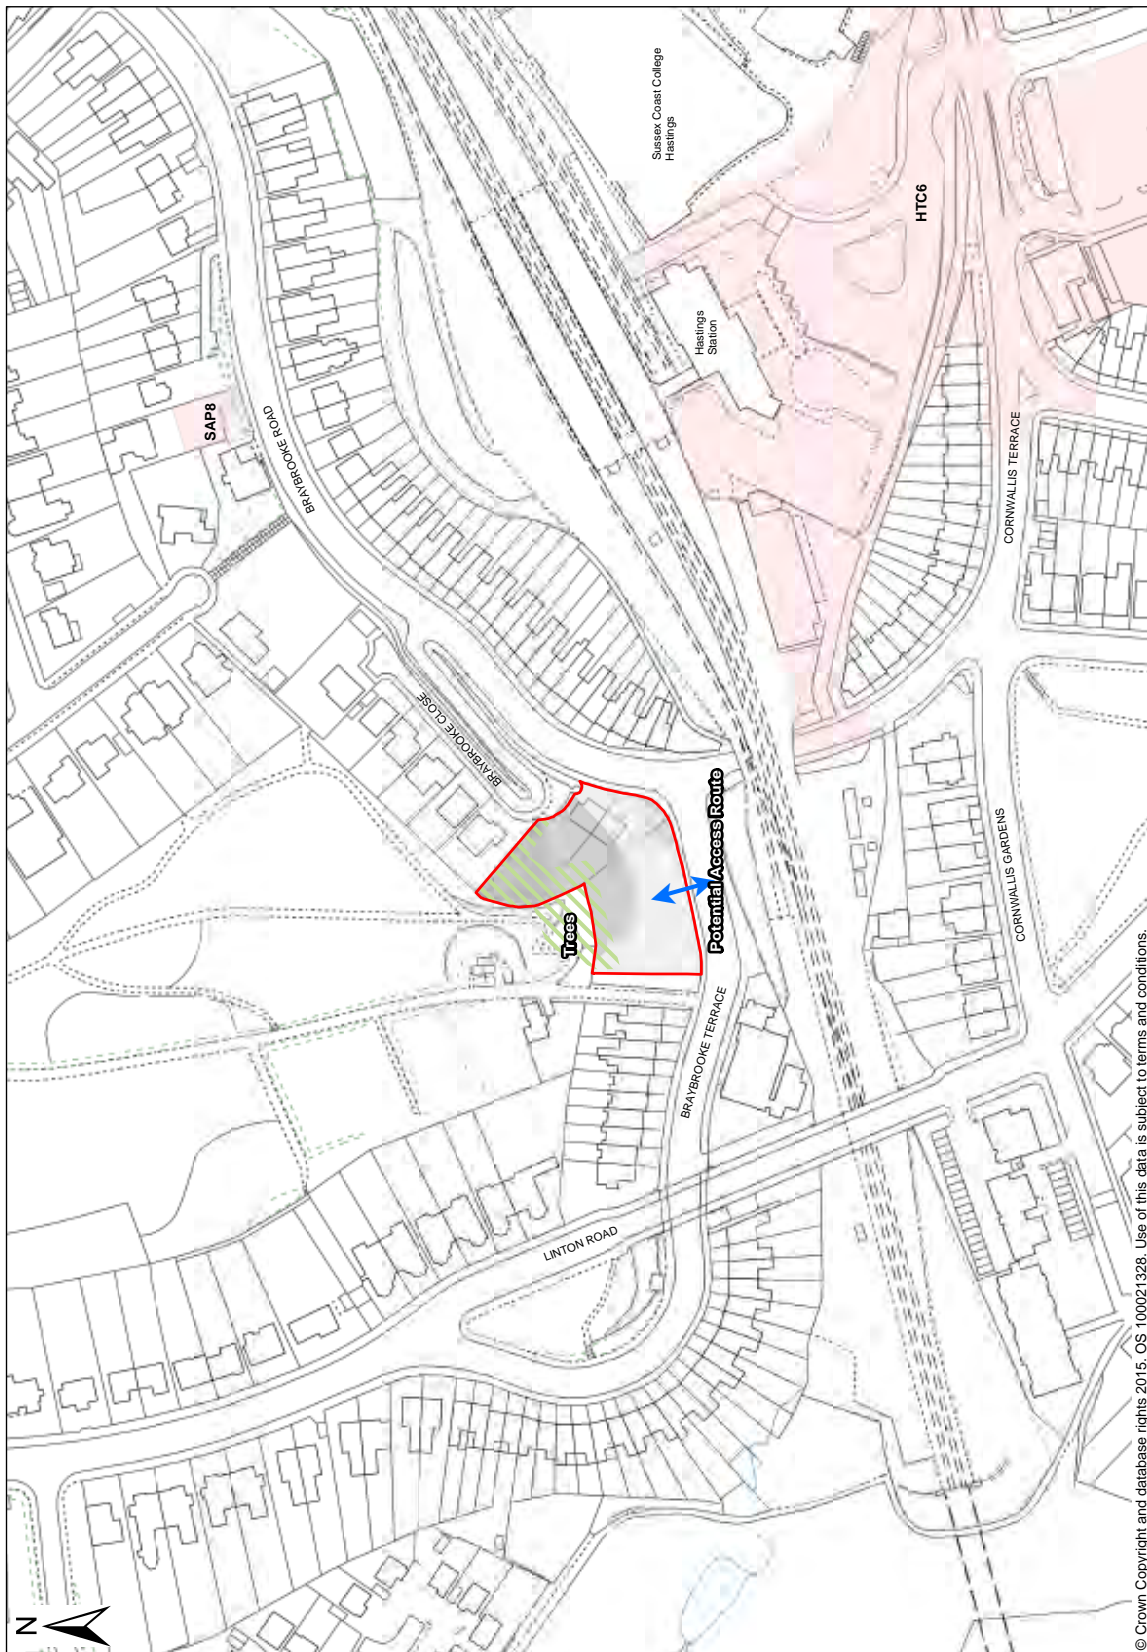 N
Sussex Coast College
Hastings
SAP8
BRAYBROOKE ROAD
HTC6
Hastings
Station
BRAYBROOKE CLOSE
CORNWALLIS TERRACE
Trees
Potential Access Route
BRAYBROOKE TERRACE
CORNWALLIS GARDENS
LINTON ROAD
© Crown Copyright and database rights 2015. OS 100021328. Use of this data is subject to terms and conditions.